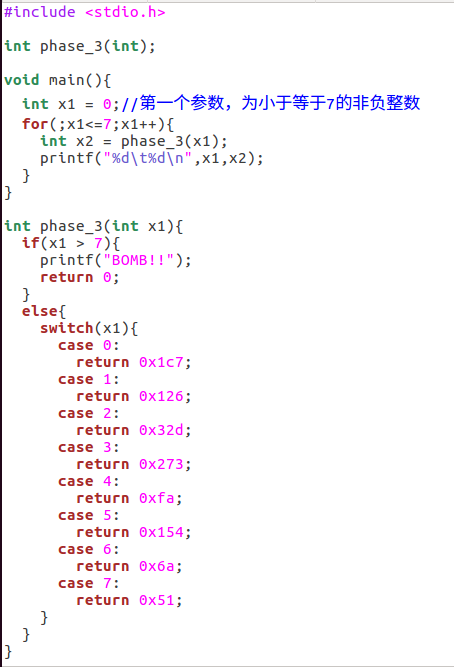 #include <stdio.h>

int phase_3(int);

void main(){
  int x1 = 0;//第一个参数，为小于等于7的非负整数
  for(;x1<=7;x1++){
    int x2 = phase_3(x1);
    printf("%d\t%d\n",x1,x2);
  }
}

int phase_3(int x1){
  if(x1 > 7){
    printf("BOMB!!");
    return 0;
  }
  else{
    switch(x1){
      case 0:
        return 0x1c7;
      case 1:
        return 0x126;
      case 2:
        return 0x32d;
      case 3:
        return 0x273;
      case 4:
        return 0xfa;
      case 5:
        return 0x154;
      case 6:
        return 0x6a;
      case 7:
        return 0x51;
    }
  }
}